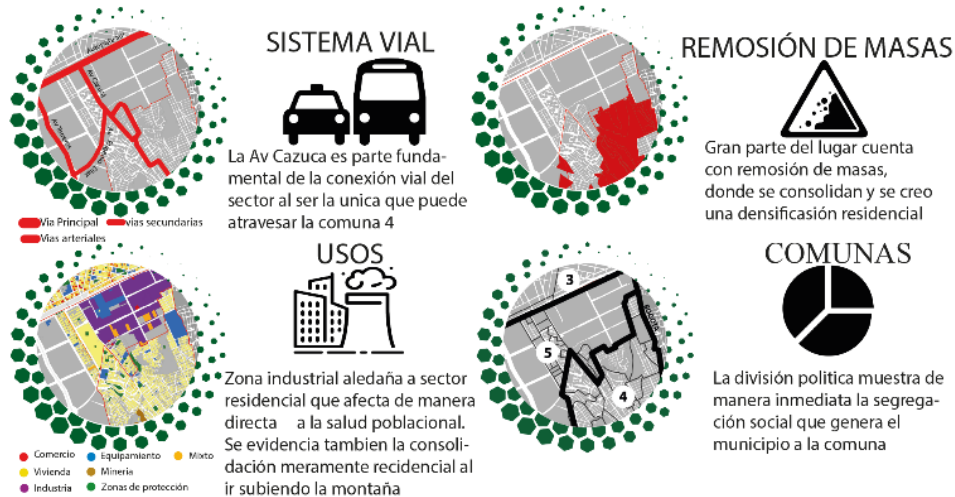 SISTEMA VIAL
Av Cazuca
Av Terreros
La Av Cazuca es parte funda-
mental de la conexión vial del
sector al ser la unica que puede
atravesar la comuna 4
Via Principal
vias secundarias
Vias arteriales
REMOSIÓN DE MASAS
Gran parte del lugar cuenta
con remosión de masas,
donde se consolidan y se creo
una densificasión residencial
USOS
Zona industrial aledaña a sector
residencial que afecta de manera
directa a la salud poblacional.
Se evidencia tambien la consoli-
dación meramente recidencial al
ir subiendo la montaña
Comercio
Equipamiento
Mixto
Vivienda
Mineria
Industria
Zonas de protección
COMUNAS
3
5
4
La división politica muestra de
manera inmediata la segrega-
ción social que genera el
municipio a la comuna